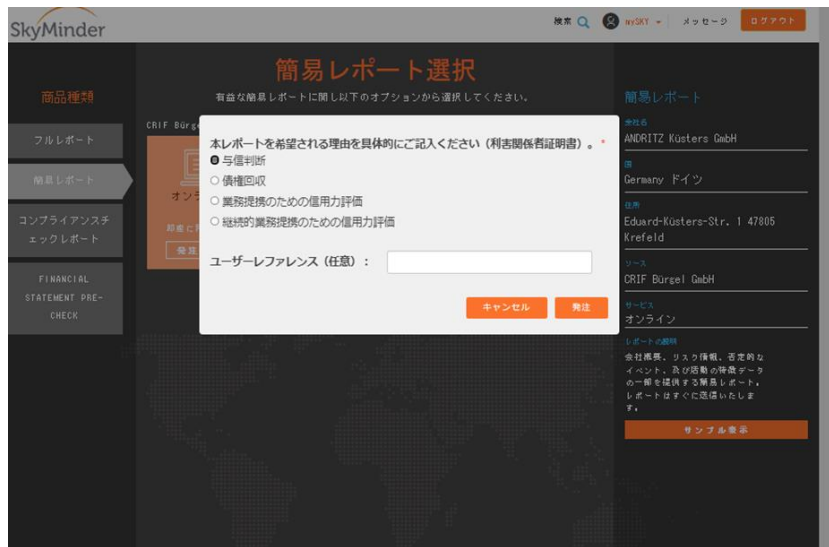 SkyMinder
検索
mySKY
メッセージ
ログアウト
簡易レポート選択
有益な簡易レポートに関し以下のオプションから選択してください。
商品種類
フルレポート
簡易レポート
コンプライアンスチ
ェックレポート
FINANCIAL
STATEMENT PRE-
CHECK
CRIF Bürg
オン
即座に
発注
本レポートを希望される理由を具体的にご記入ください（利害関係者証明書）。*
与信判断
債権回収
業務提携のための信用力評価
継続的業務提携のための信用力評価
ユーザーレファレンス（任意）：
キャンセル
発注
簡易レポート
会社名
ANDRITZ Küsters GmbH
国
Germany ドイツ
住所
Eduard-Küsters-Str. 1 47805
Krefeld
ソース
CRIF Bürgel GmbH
サービス
オンライン
レポートの説明
会社概要、リスク情報、否定的な
イベント、及び活動の特徴データ
の一部を提供する簡易レポート。
レポートはすぐに送信いたしま
す。
サンプル表示